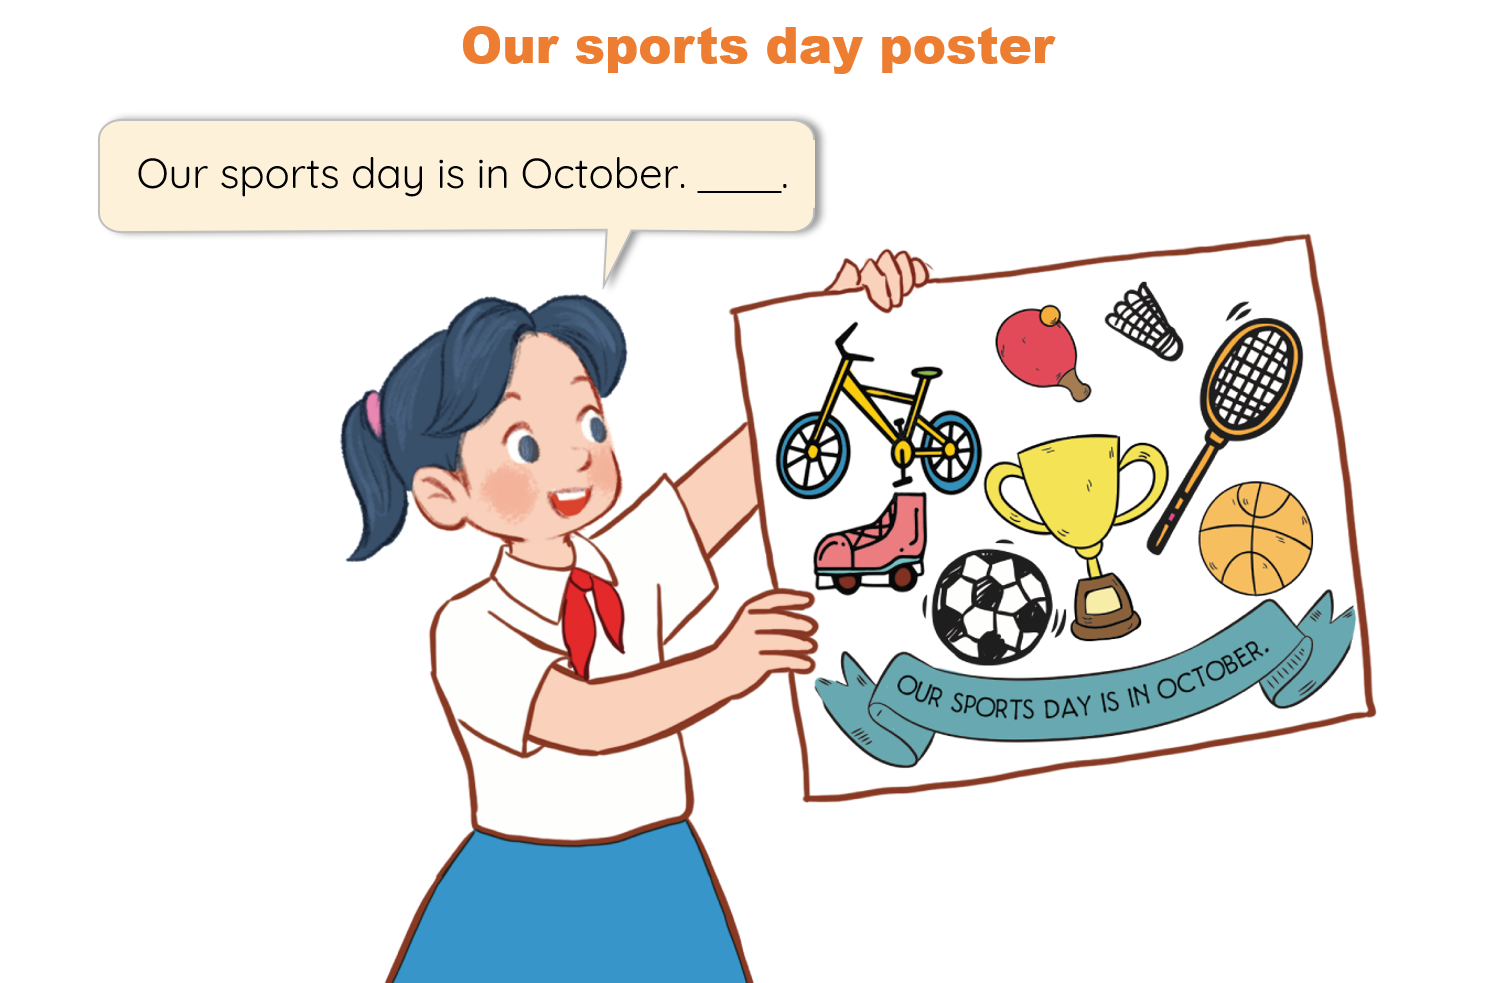 Our sports day poster
Our sports day is in October. ____.
OUR SPORTS DAY IS IN OCTOBER.